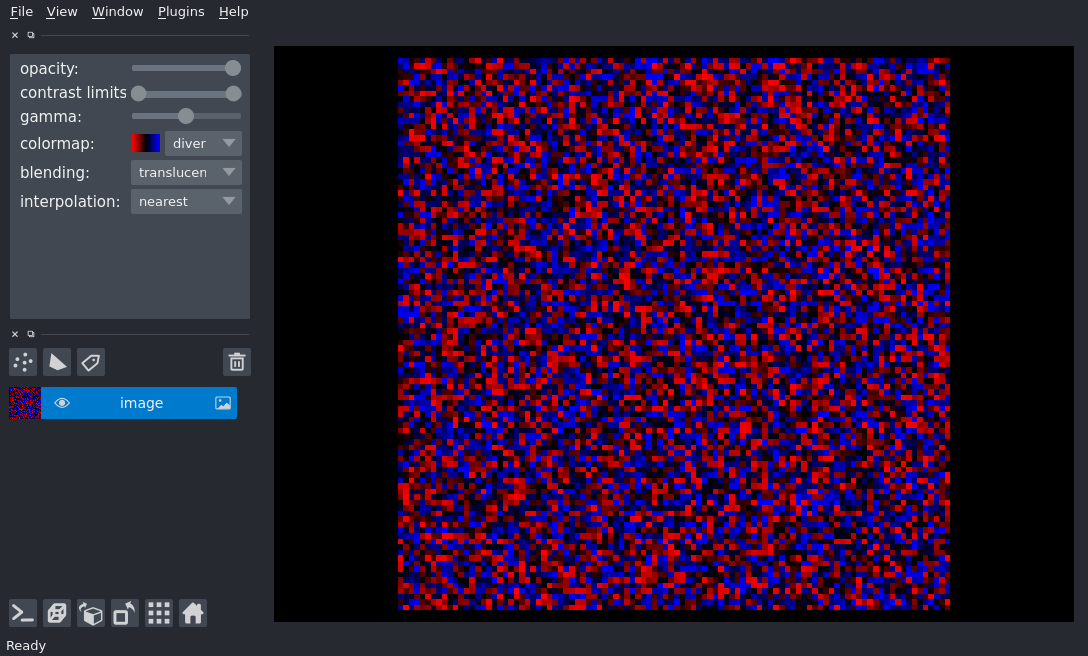 File View Window Plugins Help
opacity:
contrast limits
gamma:
colormap: diver
blending: translucen
interpolation: nearest
image
Ready